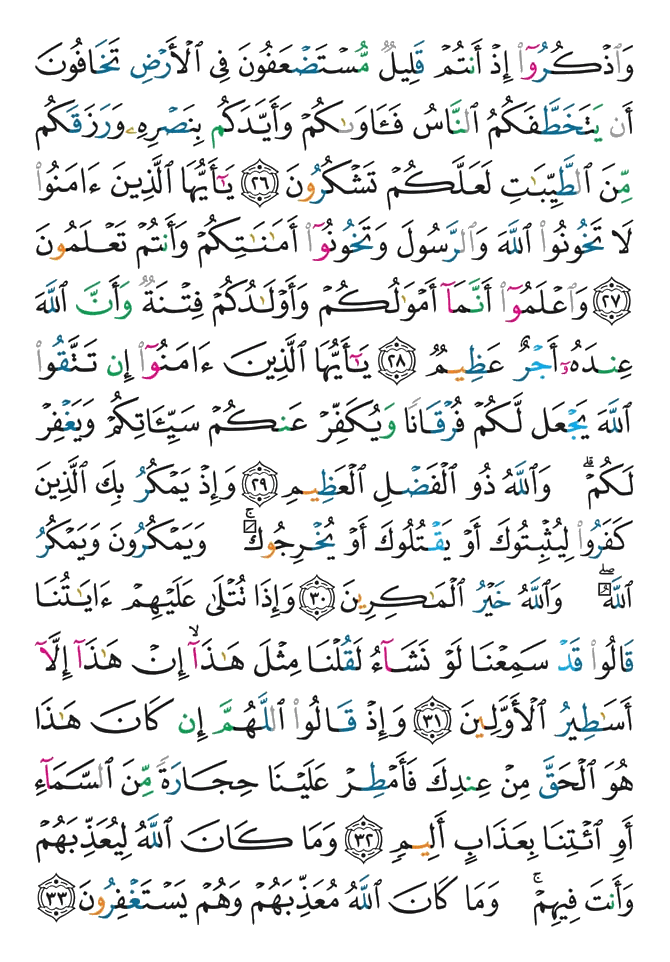 وَٱذۡكُرُوٓاْ إِذۡ أَنتُمۡ قَلِيلٞ مُّسۡتَضۡعَفُونَ فِي ٱلۡأَرۡضِ تَخَافُونَ
أَن يَتَخَطَّفَكُمُ ٱلنَّاسُ فَـَٔاوَىٰكُمۡ وَأَيَّدَكُم بِنَصۡرِهِۦ وَرَزَقَكُم
مِّنَ ٱلطَّيِّبَٰتِ لَعَلَّكُمۡ تَشۡكُرُونَ ٢٦ يَٰٓأَيُّهَا ٱلَّذِينَ ءَامَنُواْ
لَا تَخُونُواْ ٱللَّهَ وَٱلرَّسُولَ وَتَخُونُوٓاْ أَمَٰنَٰتِكُمۡ وَأَنتُمۡ تَعۡلَمُونَ
٢٧ وَٱعۡلَمُوٓاْ أَنَّمَآ أَمۡوَٰلُكُمۡ وَأَوۡلَٰدُكُمۡ فِتۡنَةٞ وَأَنَّ ٱللَّهَ
عِندَهُۥٓ أَجۡرٌ عَظِيمٞ ٢٨ يَٰٓأَيُّهَا ٱلَّذِينَ ءَامَنُوٓاْ إِن تَتَّقُواْ
ٱللَّهَ يَجۡعَل لَّكُمۡ فُرۡقَانٗا وَيُكَفِّرۡ عَنكُمۡ سَيِّـَٔاتِكُمۡ وَيَغۡفِرۡ
لَكُمۡۗ وَٱللَّهُ ذُو ٱلۡفَضۡلِ ٱلۡعَظِيمِ ٢٩ وَإِذۡ يَمۡكُرُ بِكَ ٱلَّذِينَ
كَفَرُواْ لِيُثۡبِتُوكَ أَوۡ يَقۡتُلُوكَ أَوۡ يُخۡرِجُوكَۚ وَيَمۡكُرُونَ وَيَمۡكُرُ
ٱللَّهُۖ وَٱللَّهُ خَيۡرُ ٱلۡمَٰكِرِينَ ٣٠ وَإِذَا تُتۡلَىٰ عَلَيۡهِمۡ ءَايَٰتُنَا
قَالُواْ قَدۡ سَمِعۡنَا لَوۡ نَشَآءُ لَقُلۡنَا مِثۡلَ هَٰذَآ إِنۡ هَٰذَآ إِلَّآ
أَسَٰطِيرُ ٱلۡأَوَّلِينَ ٣١ وَإِذۡ قَالُواْ ٱللَّهُمَّ إِن كَانَ هَٰذَا
هُوَ ٱلۡحَقَّ مِنۡ عِندِكَ فَأَمۡطِرۡ عَلَيۡنَا حِجَارَةٗ مِّنَ ٱلسَّمَآءِ
أَوِ ٱئۡتِنَا بِعَذَابٍ أَلِيمٖ ٣٢ وَمَا كَانَ ٱللَّهُ لِيُعَذِّبَهُمۡ
وَأَنتَ فِيهِمۡۚ وَمَا كَانَ ٱللَّهُ مُعَذِّبَهُمۡ وَهُمۡ يَسۡتَغۡفِرُونَ ٣٣